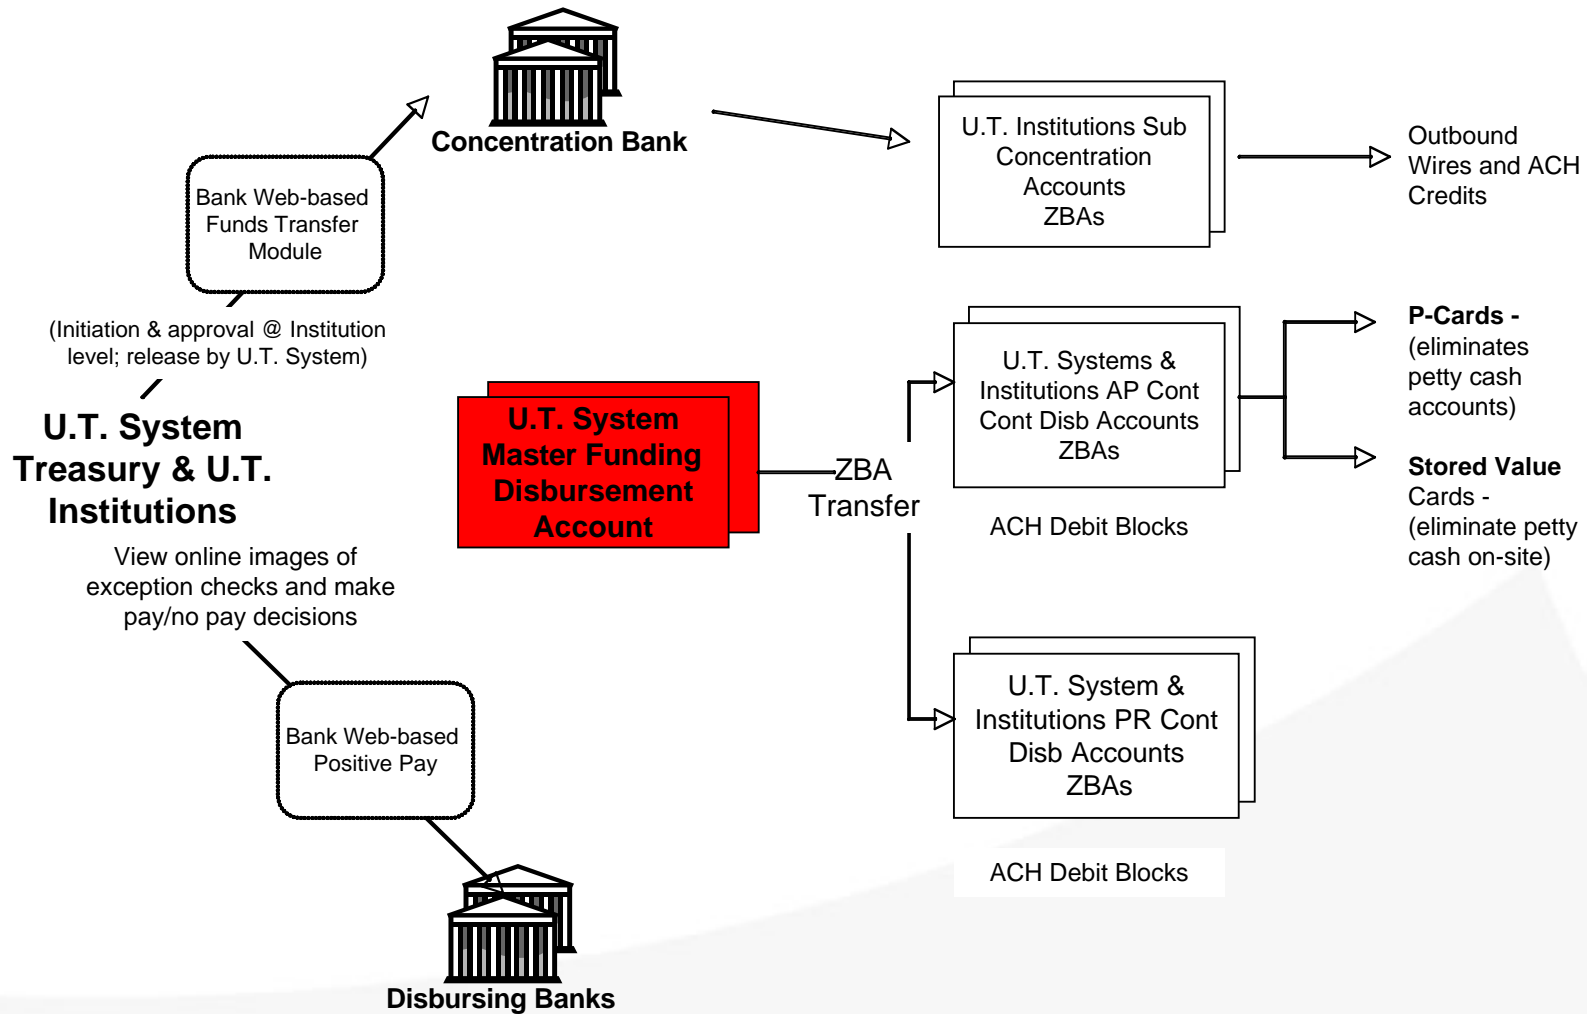 Concentration Bank
U.T. Institutions Sub
Concentration
Accounts
ZBAs
Outbound
Wires and ACH
Credits
Bank Web-based
Funds Transfer
Module
(Initiation & approval @ Institution
level; release by U.T. System)
U.T. System
Treasury & U.T.
Institutions
View online images of
exception checks and make
pay/no pay decisions
U.T. System
Master Funding
Disbursement
Account
ZBA
Transfer
U.T. Systems &
Institutions AP Cont
Cont Disb Accounts
ZBAs
ACH Debit Blocks
P-Cards -
(eliminates
petty cash
accounts)
Stored Value
Cards -
(eliminate petty
cash on-site)
U.T. System &
Institutions PR Cont
Disb Accounts
ZBAs
ACH Debit Blocks
Bank Web-based
Positive Pay
Disbursing Banks